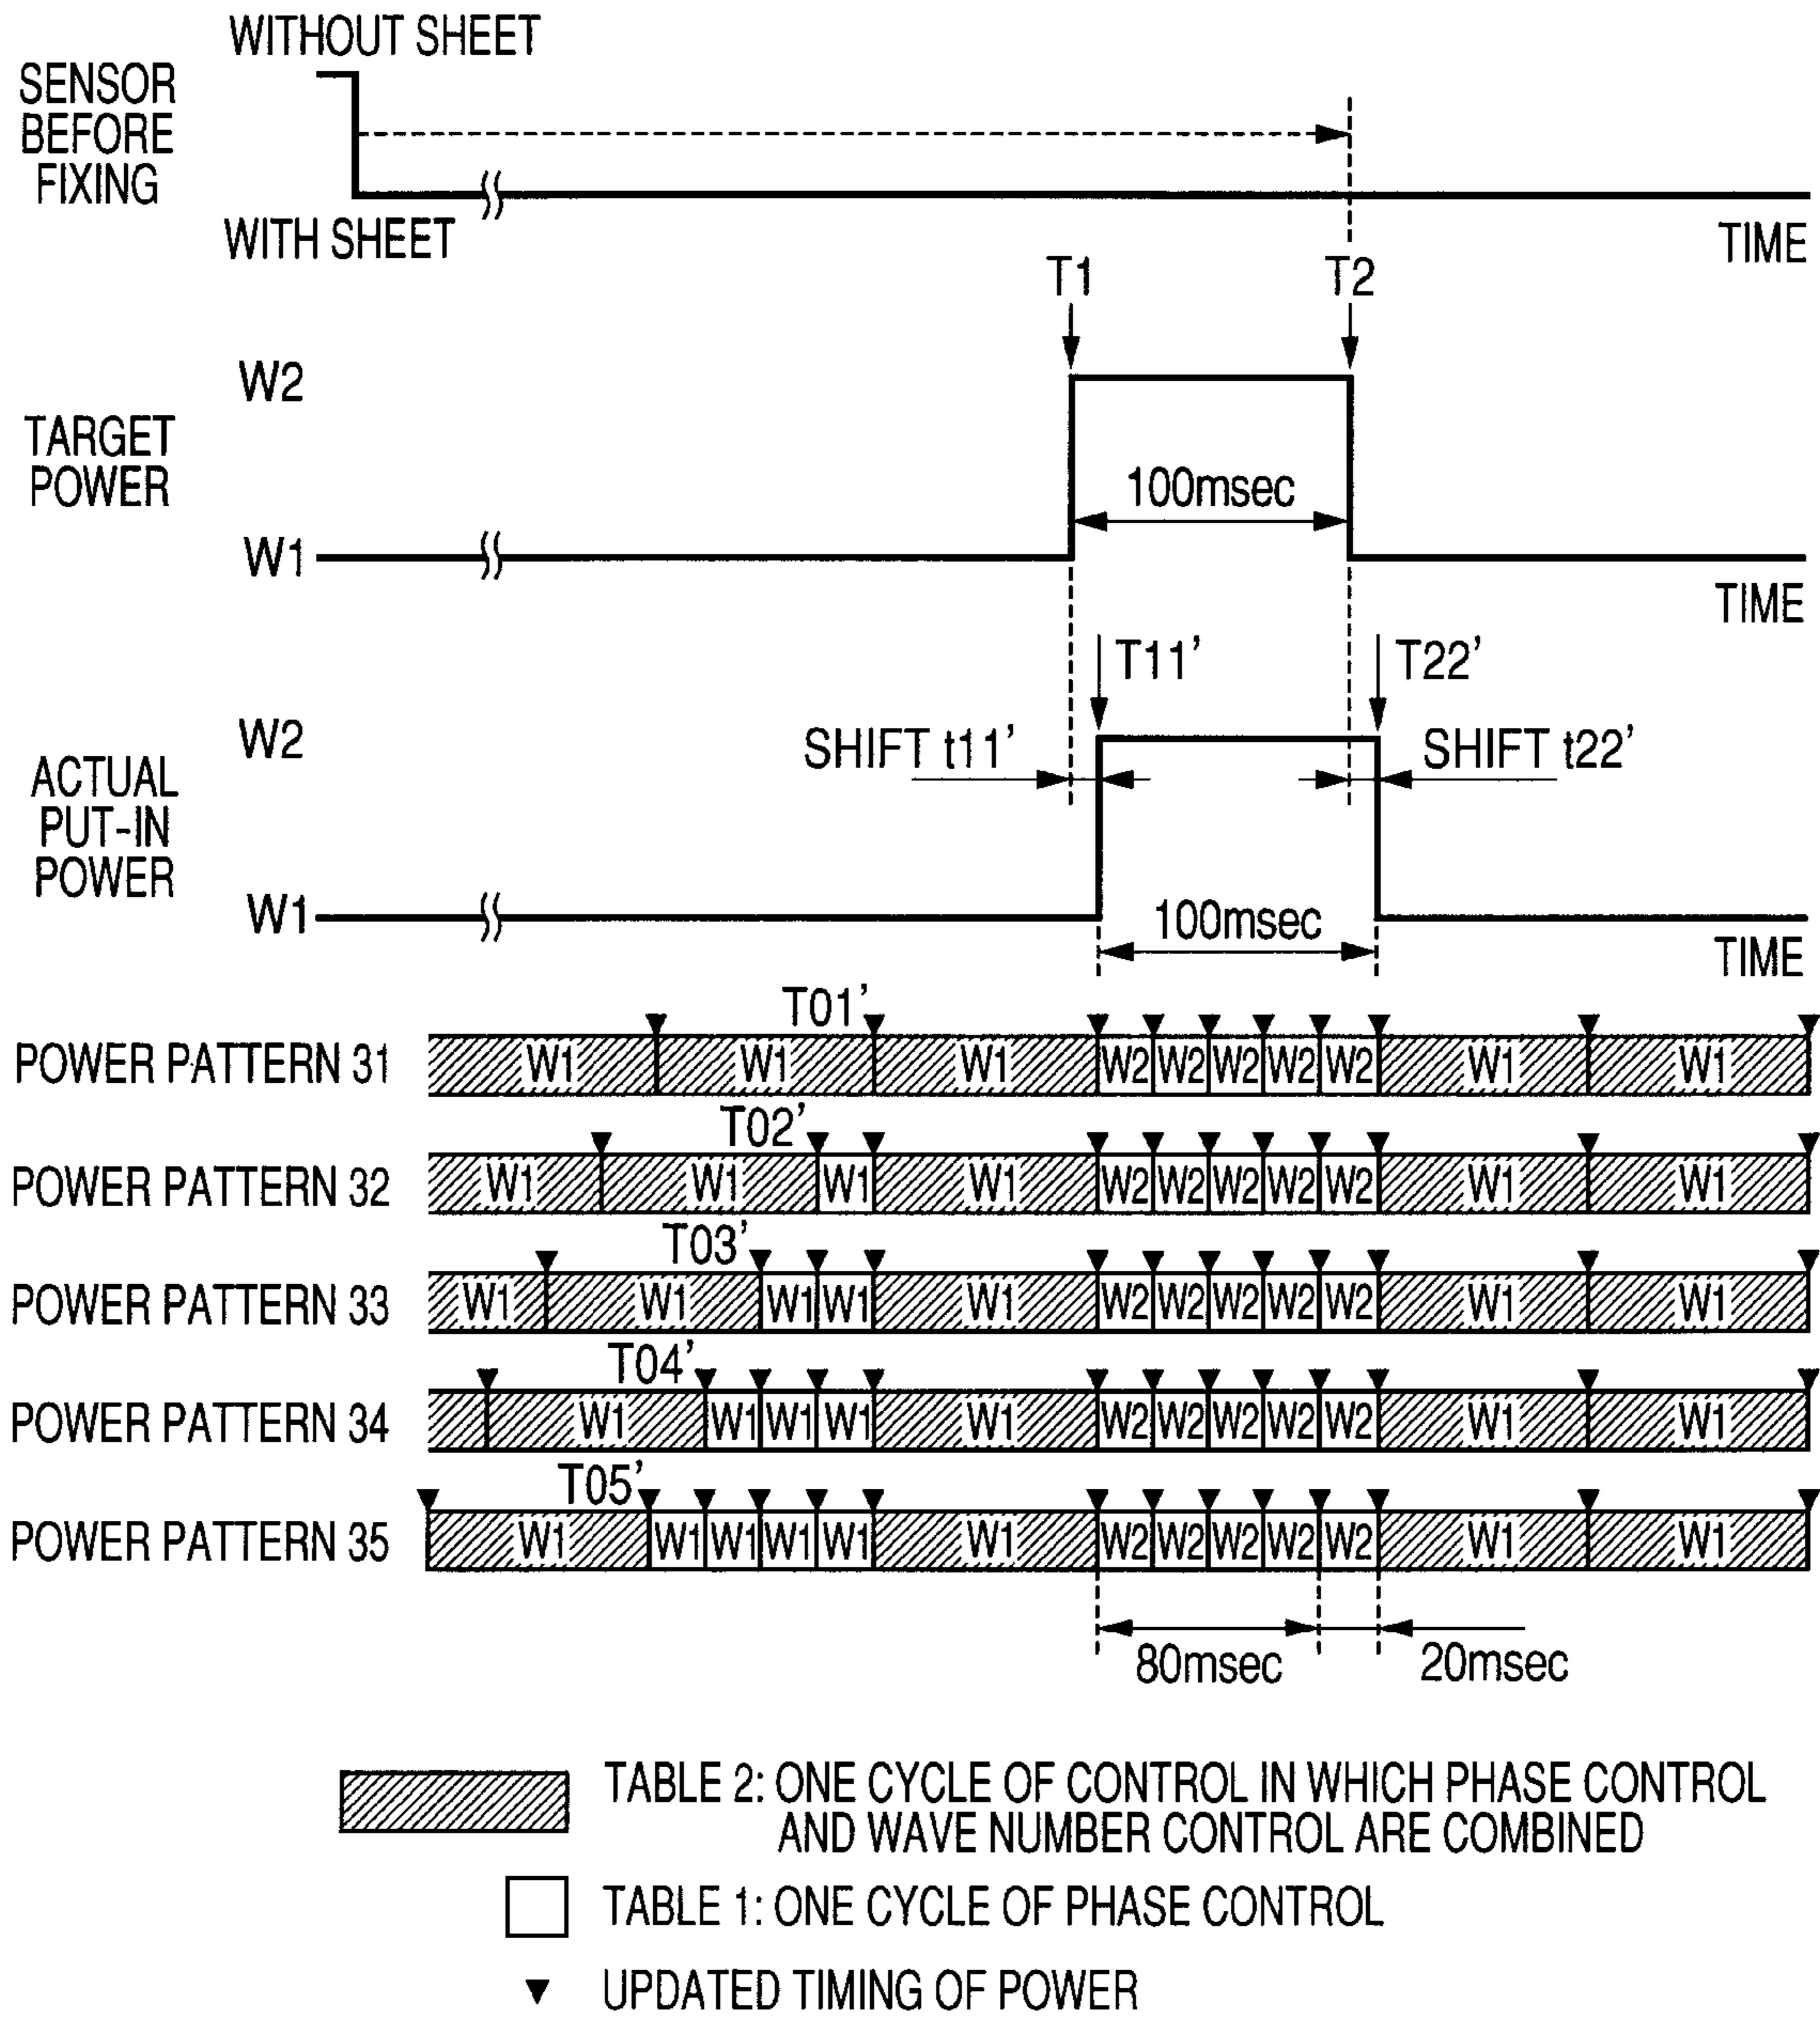 WITHOUT SHEET
SENSOR
BEFORE
FIXING
WITH SHEET
TIME
T1
T2
W2
TARGET
POWER
100msec
W1
TIME
T11'
T22'
W2
SHIFT t11'
SHIFT t22'
ACTUAL
PUT-IN
POWER
W1
100msec
TIME
T01'
POWER PATTERN 31 W1 W1 W1 W2 W2 W2 W2 W2 W1 W1
T02'
POWER PATTERN 32 W1 W1 W1 W1 W2 W2 W2 W2 W2 W1 W1
T03'
POWER PATTERN 33 W1 W1 W1 W1 W1 W2 W2 W2 W2 W2 W1 W1
T04'
POWER PATTERN 34 W1 W1 W1 W1 W1 W2 W2 W2 W2 W2 W1 W1
T05'
POWER PATTERN 35 W1 W1 W1 W1 W1 W1 W2 W2 W2 W2 W2 W1 W1
80msec
20msec
TABLE 2: ONE CYCLE OF CONTROL IN WHICH PHASE CONTROL
AND WAVE NUMBER CONTROL ARE COMBINED
TABLE 1: ONE CYCLE OF PHASE CONTROL
UPDATED TIMING OF POWER